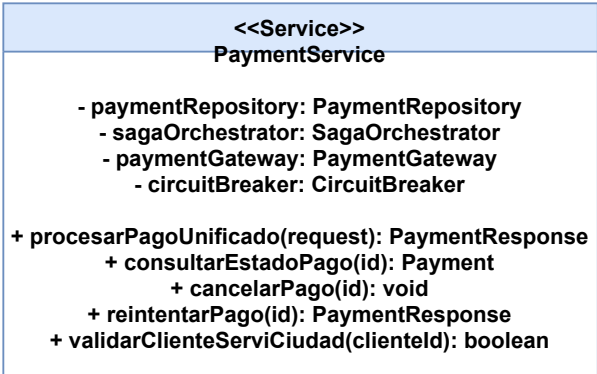 <<Service>>
PaymentService
- paymentRepository: PaymentRepository
- sagaOrchestrator: SagaOrchestrator
- paymentGateway: PaymentGateway
- circuitBreaker: CircuitBreaker
+ procesarPagoUnificado(request): PaymentResponse
+ consultarEstadoPago(id): Payment
+ cancelarPago(id): void
+ reintentarPago(id): PaymentResponse
+ validarClienteServiCiudad(clienteId): boolean